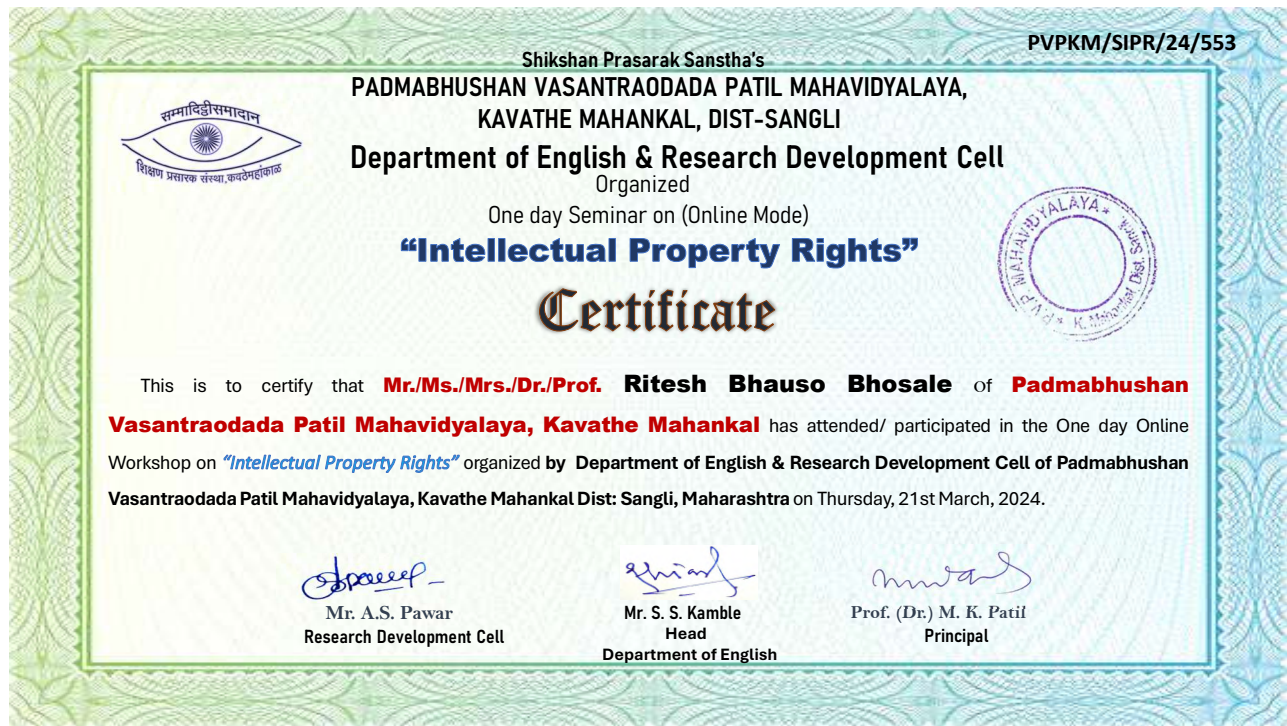 PVPKM/SIPR/24/553
Shikshan Prasarak Sanstha's
PADMABHUSHAN VASANTRAODADA PATIL MAHAVIDYALAYA,
KAVATHE MAHANKAL, DIST-SANGLI
सम्मादिट्ठीसमादान
शिक्षण प्रसारक संस्था,कवठेमहांकाळ
Department of English & Research Development Cell
Organized
One day Seminar on (Online Mode)
“Intellectual Property Rights”
P.V.P. MAHAVIDYALAYA * K. Mahankal, Dist. Sangli *
Certificate
This is to certify that Mr./Ms./Mrs./Dr./Prof. Ritesh Bhauso Bhosale of Padmabhushan
Vasantraodada Patil Mahavidyalaya, Kavathe Mahankal has attended/ participated in the One day Online
Workshop on “Intellectual Property Rights” organized by Department of English & Research Development Cell of Padmabhushan
Vasantraodada Patil Mahavidyalaya, Kavathe Mahankal Dist: Sangli, Maharashtra on Thursday, 21st March, 2024.
Mr. A.S. Pawar
Research Development Cell
Mr. S. S. Kamble
Head
Department of English
Prof. (Dr.) M. K. Patil
Principal